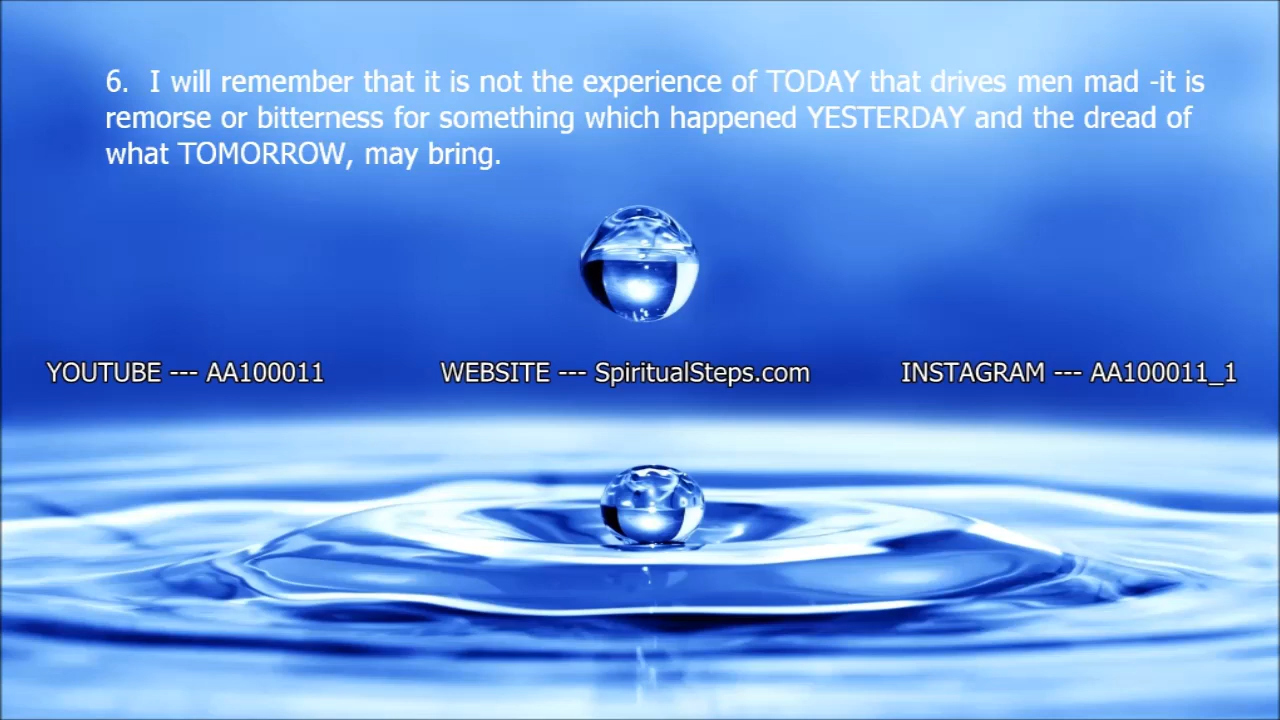 6.  I will remember that it is not the experience of TODAY that drives men mad -it is
remorse or bitterness for something which happened YESTERDAY and the dread of
what TOMORROW, may bring.
YOUTUBE --- AA100011
WEBSITE --- SpiritualSteps.com
INSTAGRAM --- AA100011_1